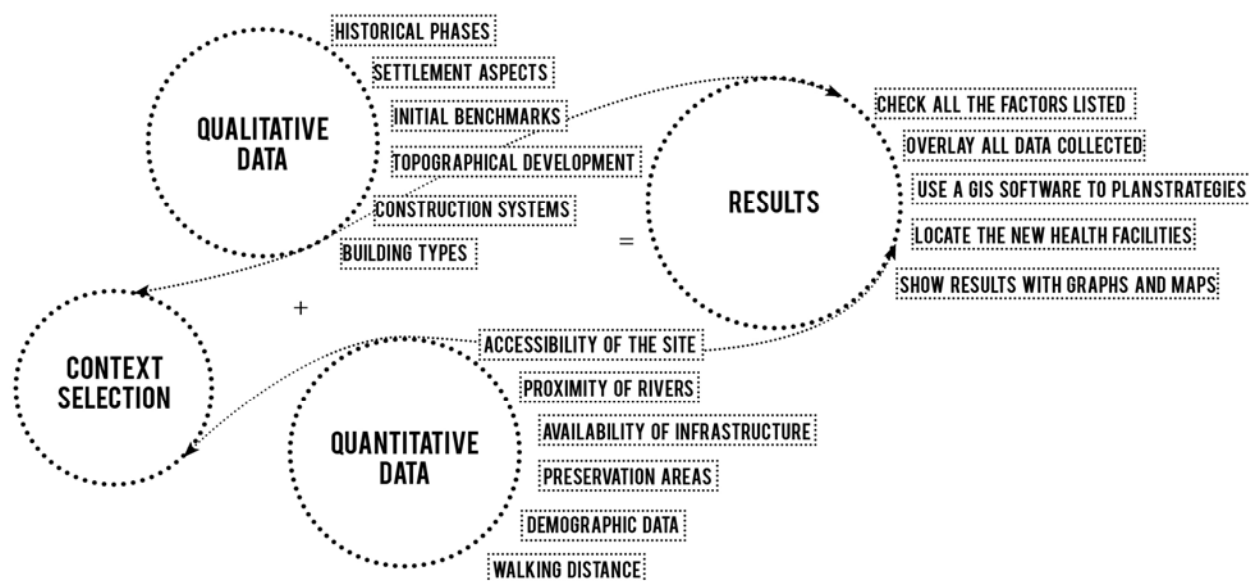 HISTORICAL PHASES
SETTLEMENT ASPECTS
INITIAL BENCHMARKS
TOPOGRAPHICAL DEVELOPMENT
CONSTRUCTION SYSTEMS
BUILDING TYPES
QUALITATIVE
DATA
+
CONTEXT
SELECTION
QUANTITATIVE
DATA
ACCESSIBILITY OF THE SITE
PROXIMITY OF RIVERS
AVAILABILITY OF INFRASTRUCTURE
PRESERVATION AREAS
DEMOGRAPHIC DATA
WALKING DISTANCE
=
RESULTS
CHECK ALL THE FACTORS LISTED
OVERLAY ALL DATA COLLECTED
USE A GIS SOFTWARE TO PLAN STRATEGIES
LOCATE THE NEW HEALTH FACILITIES
SHOW RESULTS WITH GRAPHS AND MAPS